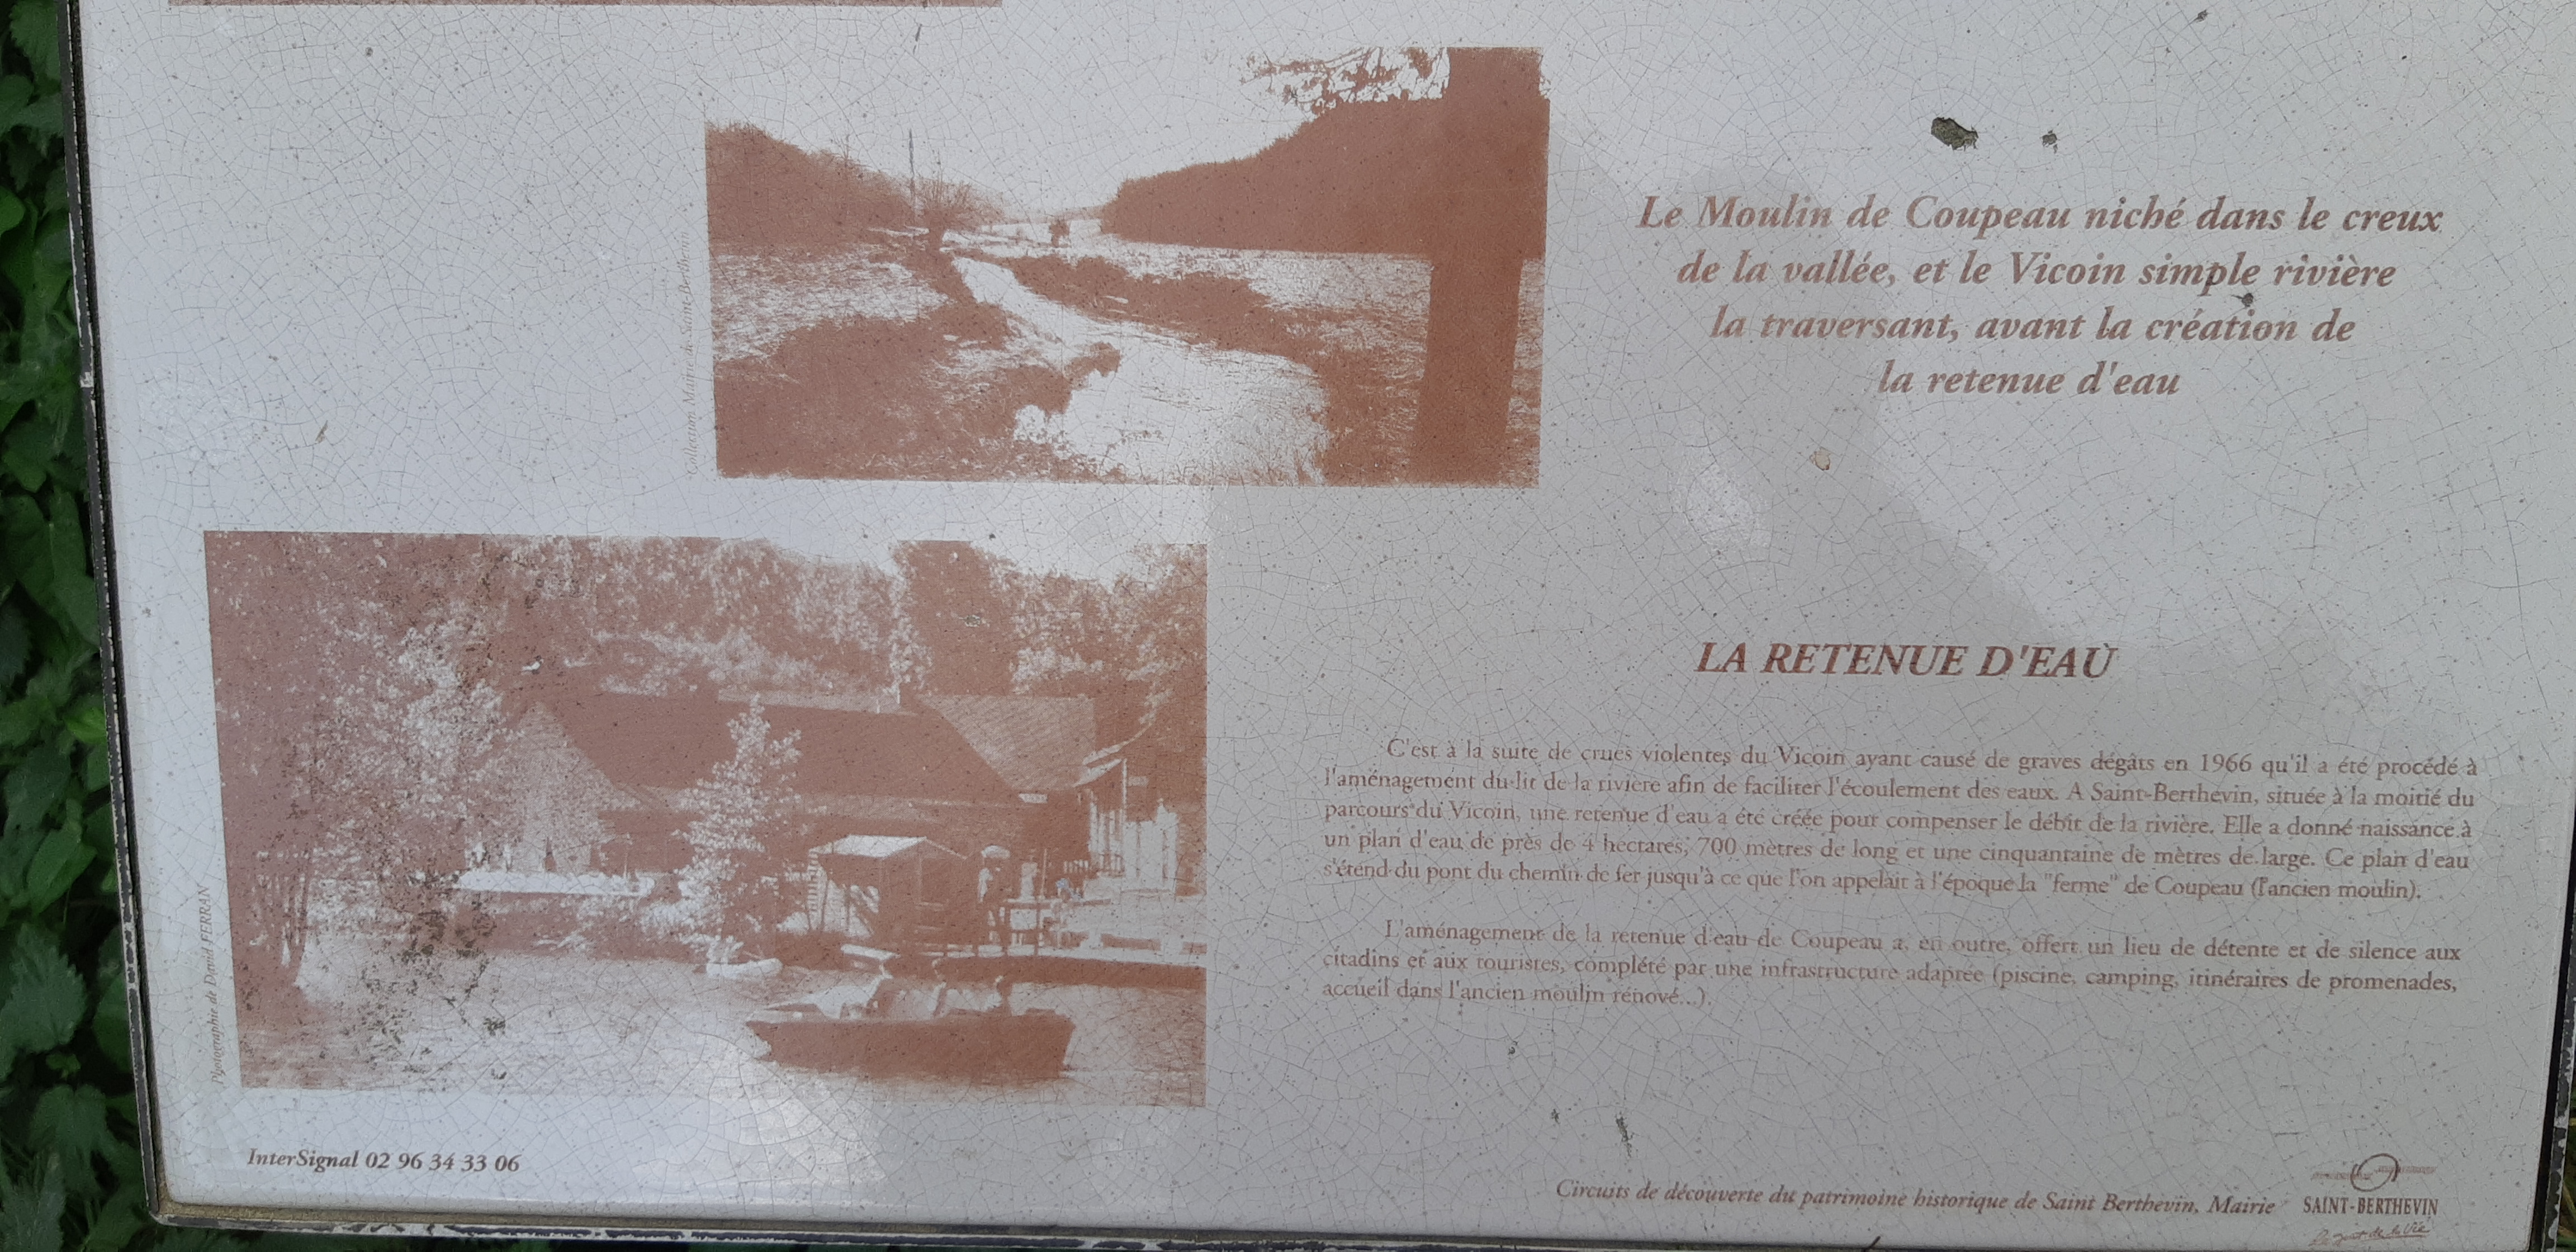 Collection Mairie de Saint-Berthevin
Le Moulin de Coupeau niché dans le creux
de la vallée, et le Vicoin simple rivière
la traversant, avant la création de
la retenue d'eau
Photographie de David FERRAN
LA RETENUE D'EAU
C'est à la suite de crues violentes du Vicoin ayant causé de graves dégâts en 1966 qu'il a été procédé à
l'aménagement du lit de la rivière afin de faciliter l'écoulement des eaux. A Saint-Berthevin, située à la moitié du
parcours du Vicoin, une retenue d'eau a été créée pour compenser le débit de la rivière. Elle a donné naissance à
un plan d'eau de près de 4 hectares, 700 mètres de long et une cinquantaine de mètres de large. Ce plan d'eau
s'étend du pont du chemin de fer jusqu'à ce que l'on appelait à l'époque la "ferme" de Coupeau (l'ancien moulin).
L'aménagement de la retenue d'eau de Coupeau a, en outre, offert un lieu de détente et de silence aux
citadins et aux touristes, complété par une infrastructure adaptée (piscine, camping, itinéraires de promenades,
accueil dans l'ancien moulin rénové...).
InterSignal 02 96 34 33 06
Circuits de découverte du patrimoine historique de Saint Berthevin, Mairie
SAINT-BERTHEVIN